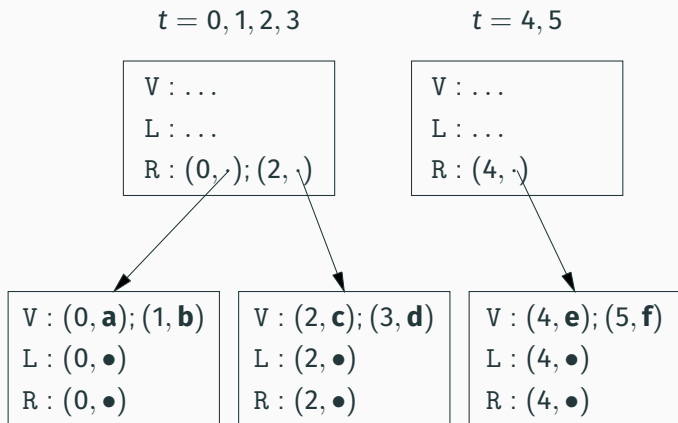 t = 0, 1, 2, 3
t = 4, 5
V : . . .
L : . . .
R : (0, ·); (2, ·)
V : . . .
L : . . .
R : (4, ·)
V : (0, a); (1, b)
L : (0, •)
R : (0, •)
V : (2, c); (3, d)
L : (2, •)
R : (2, •)
V : (4, e); (5, f)
L : (4, •)
R : (4, •)